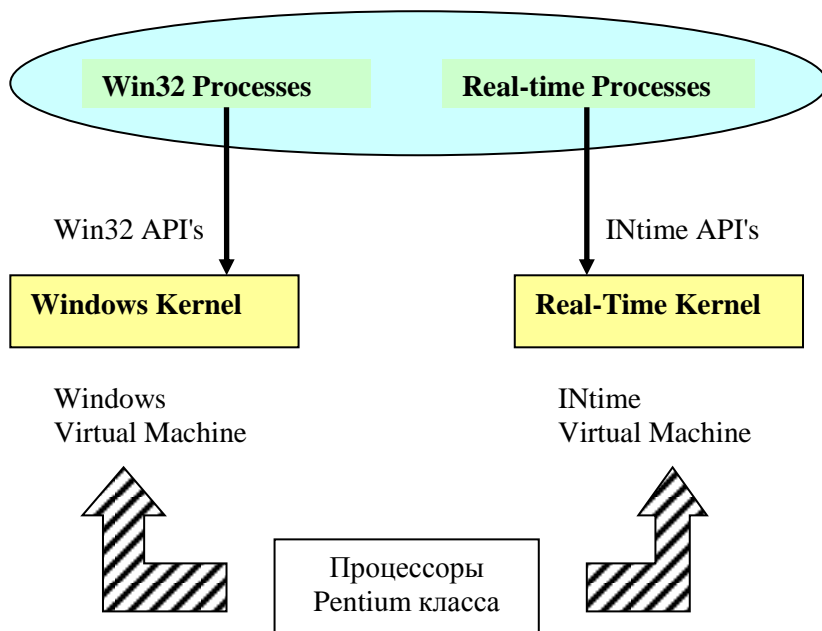 Win32 Processes
Real-time Processes
Win32 API's
INtime API's
Windows Kernel
Real-Time Kernel
Windows
Virtual Machine
INtime
Virtual Machine
Процессоры
Pentium класса